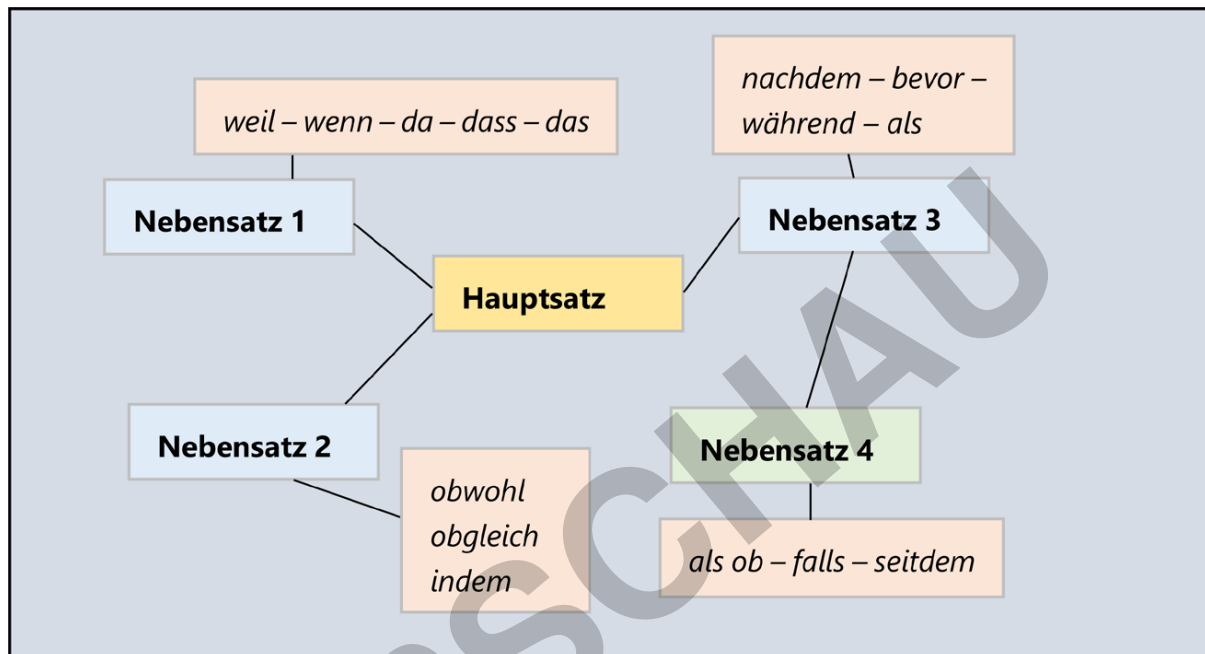 weil – wenn – da – dass – das
Nebensatz 1
nachdem – bevor –
während – als
Nebensatz 3
Hauptsatz
Nebensatz 2
obwohl
obgleich
indem
Nebensatz 4
als ob – falls – seitdem